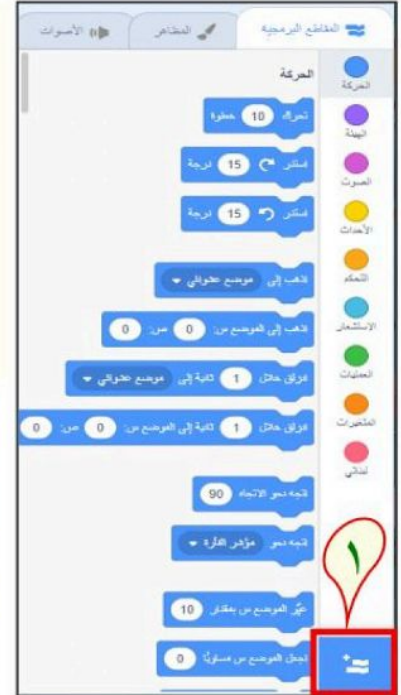 المقاطع البرمجية
المظاهر
الأصوات
الحركة
الهيئة
الصوت
الأحداث
التحكم
الاستشعار
العمليات
المتغيرات
لبناتي
الحركة
تحرك 10 خطوة
استدر 15 درجة
استدر 15 درجة
اذهب إلى موضع عشوائي
اذهب إلى الموضع س: 0 ص: 0
انزلق خلال 1 ثانية إلى موضع عشوائي
انزلق خلال 1 ثانية إلى الموضع س: 0 ص: 0
اتجه نحو الاتجاه 90
اتجه نحو مؤشر الفأرة
غيّر الموضع س بمقدار 10
اجعل الموضع س مساويًا 0
١